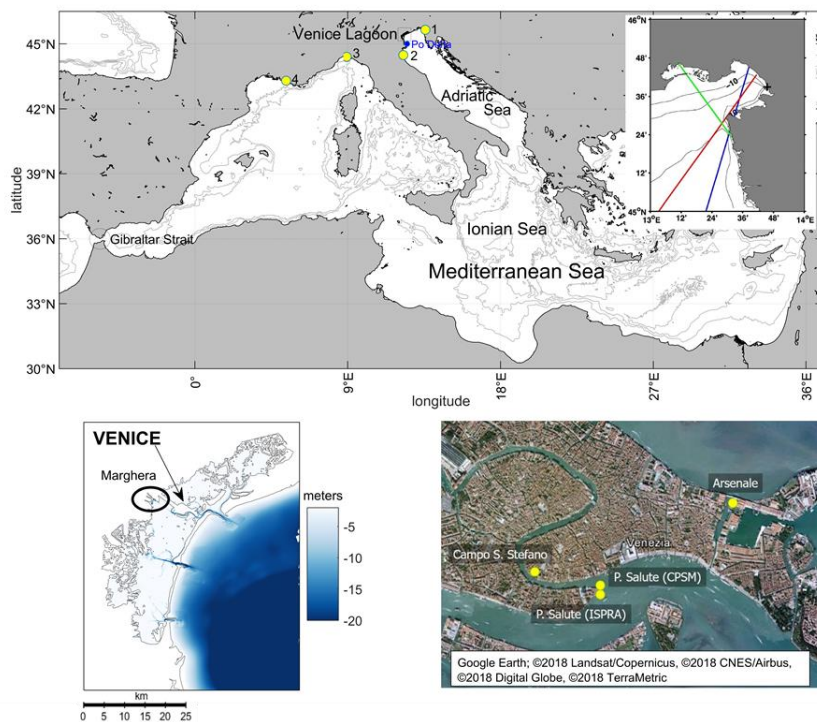 45°N
42°N
39°N
36°N
33°N
30°N
latitude
0°
9°E
18°E
27°E
36°E
longitude
Venice Lagoon
1
Po Delta
2
3
4
Adriatic
Sea
Gibraltar Strait
Ionian Sea
Mediterranean Sea
48'
46°N
36'
24'
12'
45°N
13°E
12'
24'
36'
48'
14°E
-10
VENICE
Marghera
meters
-5
-10
-15
-20
km
0 5 10 15 20 25
Arsenale
Venezia
Campo S. Stefano
P. Salute (CPSM)
P. Salute (ISPRA)
Google Earth; ©2018 Landsat/Copernicus, ©2018 CNES/Airbus,
©2018 Digital Globe, ©2018 TerraMetric